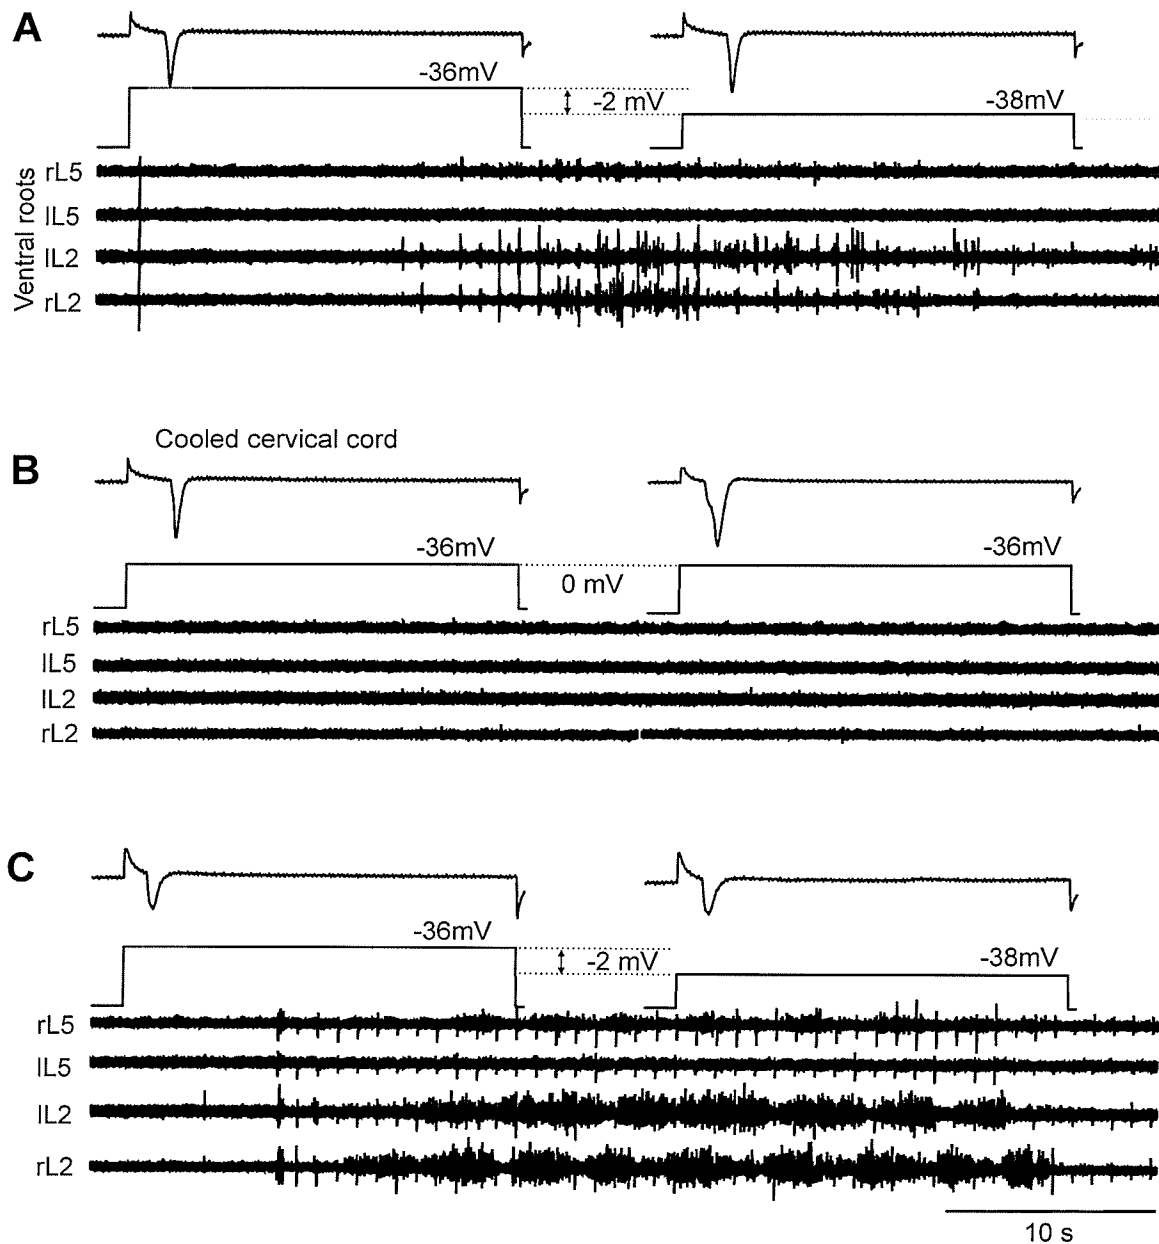 A
-36mV
-2 mV
-38mV
Ventral roots
rL5
lL5
lL2
rL2
Cooled cervical cord
B
-36mV
0 mV
-36mV
rL5
lL5
lL2
rL2
C
-36mV
-2 mV
-38mV
rL5
lL5
lL2
rL2
10 s